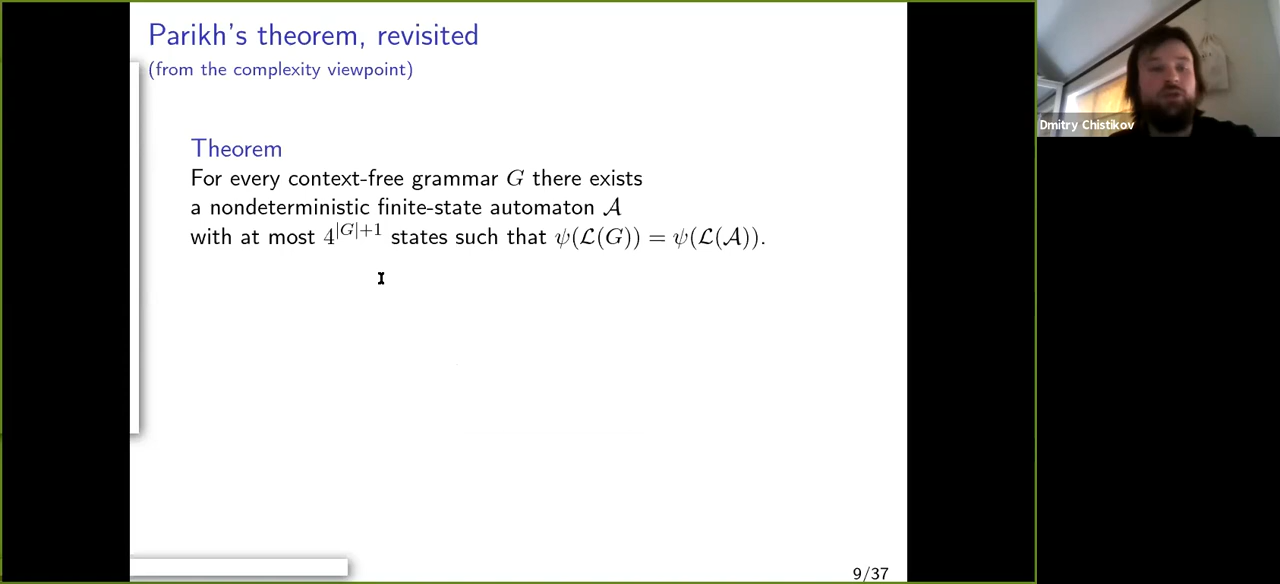 Parikh's theorem, revisited
(from the complexity viewpoint)
Theorem
For every context-free grammar G there exists
a nondeterministic finite-state automaton 𝒜
with at most 4^{|G|+1} states such that ψ(ℒ(G)) = ψ(ℒ(𝒜)).
9/37
Dmitry Chistikov